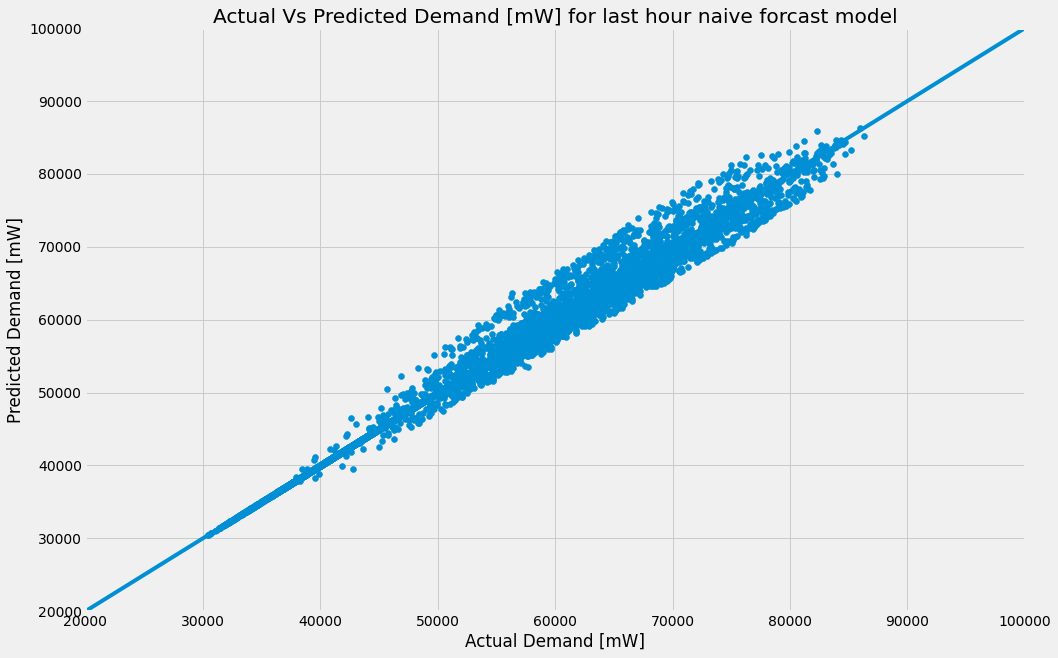 Actual Vs Predicted Demand [mW] for last hour naive forcast model
100000
90000
80000
70000
60000
50000
40000
30000
20000
Predicted Demand [mW]
20000 30000 40000 50000 60000 70000 80000 90000 100000
Actual Demand [mW]